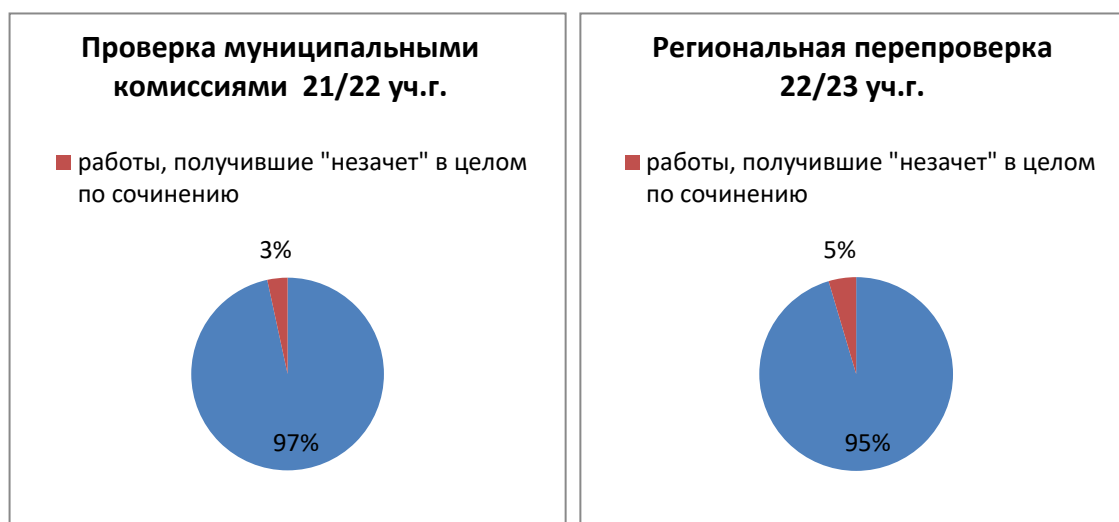 Проверка муниципальными
комиссиями 21/22 уч.г.
работы, получившие "незачет" в целом
по сочинению
3%
97%
Региональная перепроверка
22/23 уч.г.
работы, получившие "незачет" в целом
по сочинению
5%
95%